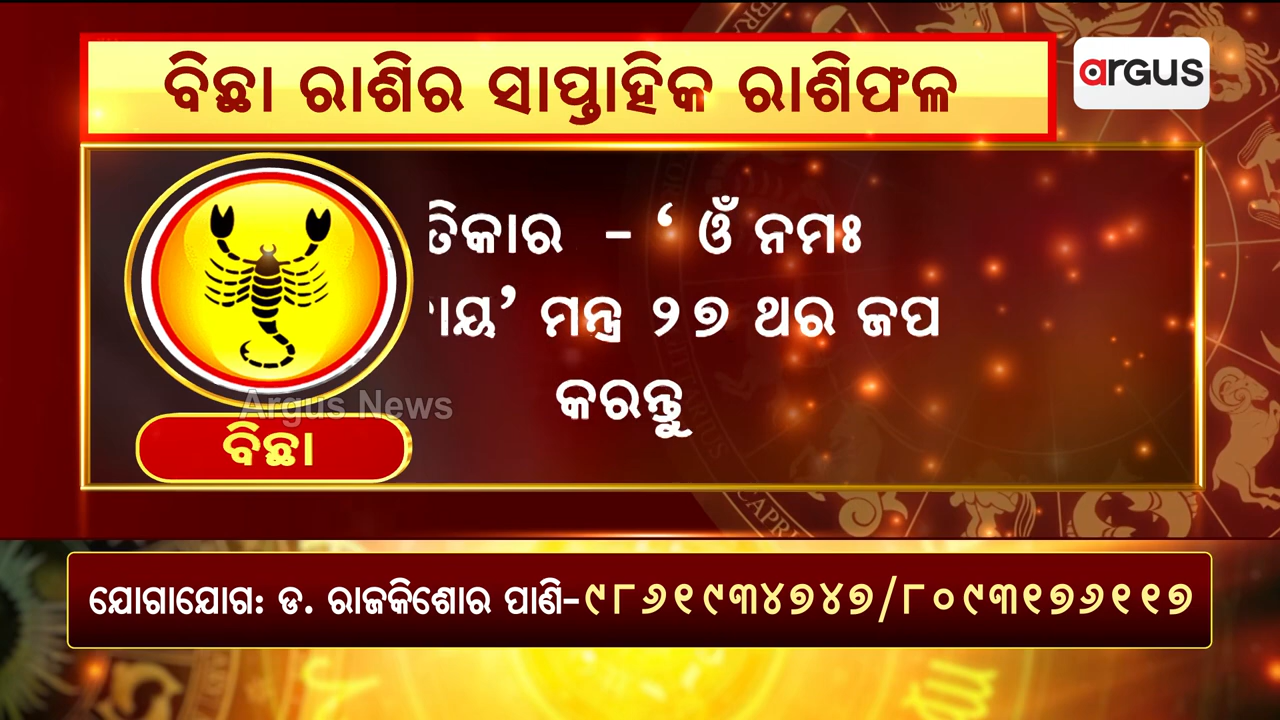 ବିଛା ରାଶିର ସାପ୍ତାହିକ ରାଶିଫଳ
argus
- ‘ ଓଁ ନମଃ
ମନ୍ତ୍ର ୨୭ ଥର ଜପ
କରନ୍ତୁ
Argus News
ବିଛା
ଯୋଗାଯୋଗ: ଡ. ରାଜକିଶୋର ପାଣି-୯୮୬୧୯୩୪୭୪୭/୮୦୯୩୧୭୬୧୧୭